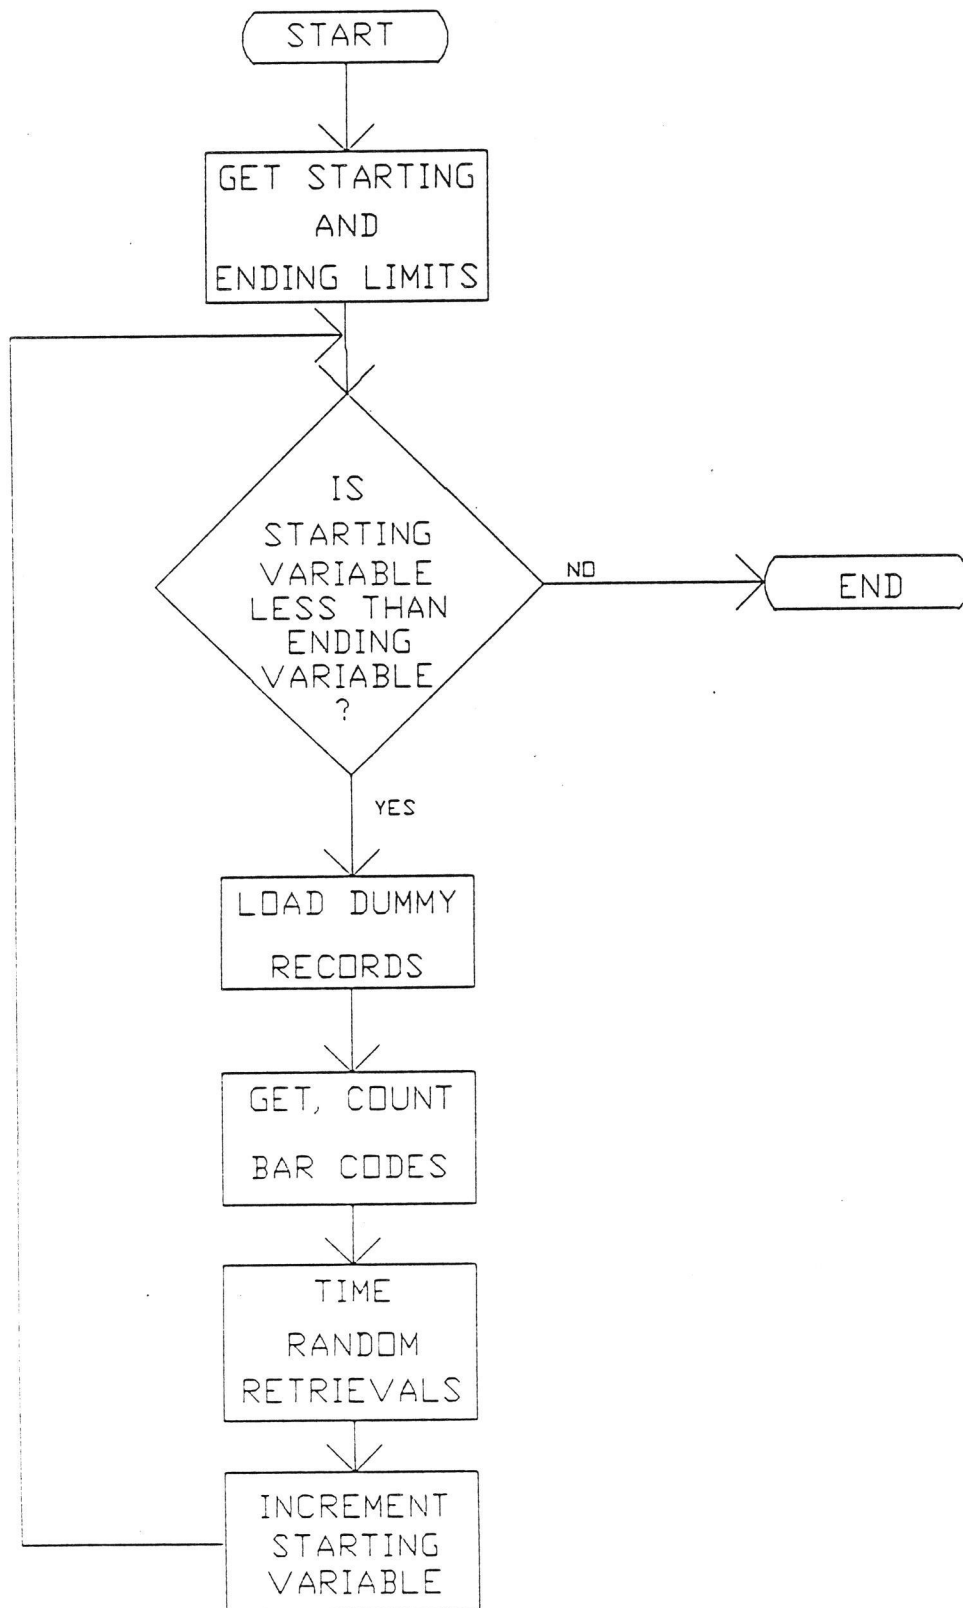 START
GET STARTING
AND
ENDING LIMITS
IS
STARTING
VARIABLE
LESS THAN
ENDING
VARIABLE
?
NO
END
YES
LOAD DUMMY
RECORDS
GET, COUNT
BAR CODES
TIME
RANDOM
RETRIEVALS
INCREMENT
STARTING
VARIABLE